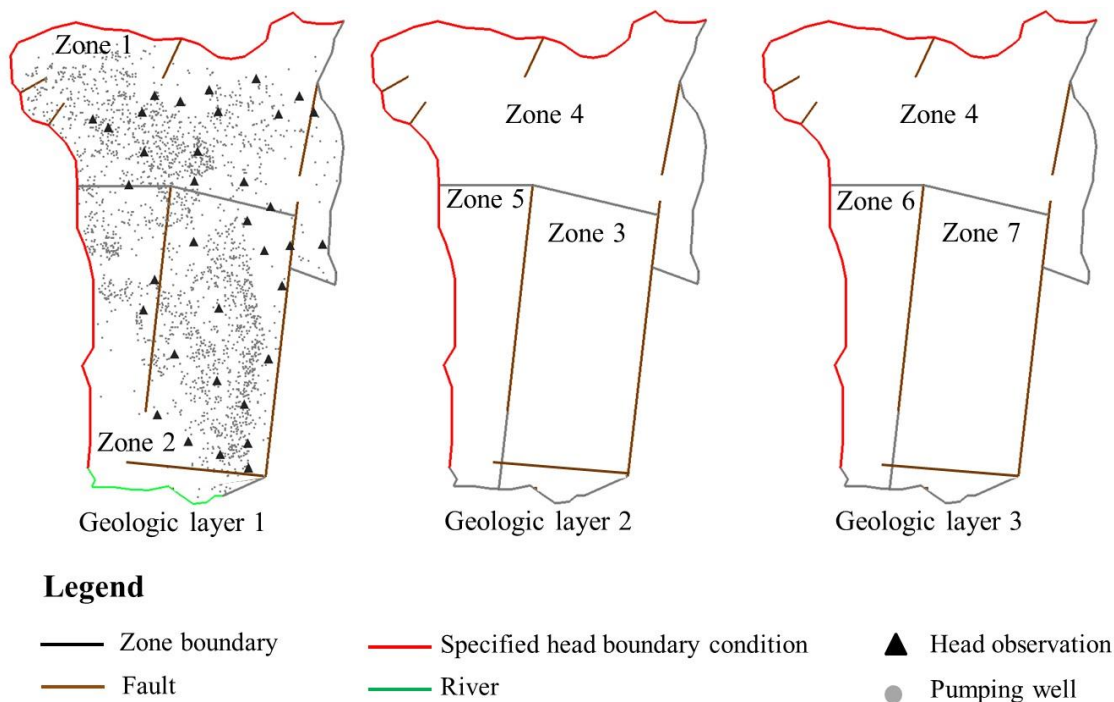 Zone 1
Zone 4
Zone 4
Zone 5
Zone 6
Zone 3
Zone 7
Zone 2
Geologic layer 1
Geologic layer 2
Geologic layer 3
Legend
Zone boundary
Specified head boundary condition
Head observation
Fault
River
Pumping well